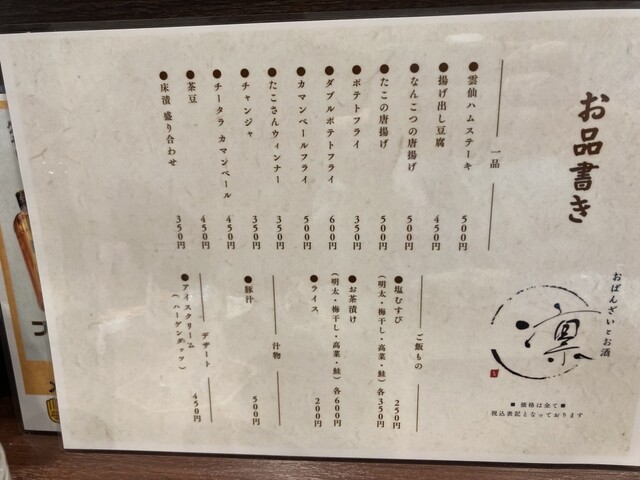 お品書き
おばんざいとお酒
凛
■ 価格は全て■
税込表記となっております
一品
●雲仙ハムステーキ 500円
●揚げ出し豆腐 450円
●なんこつの唐揚げ 500円
●たこの唐揚げ 500円
●ポテトフライ 350円
●ダブルポテトフライ 600円
●カマンベールフライ 500円
●たこさんウィンナー 350円
●チャンジャ 350円
●チータラ カマンベール 450円
●茶豆 450円
●床漬 盛り合わせ 350円
ご飯もの
●塩むすび 250円
(明太・梅干し・高菜・鮭)各350円
●お茶漬け
(明太・梅干し・高菜・鮭)各600円
●ライス 200円
汁物
●豚汁 500円
デザート
●アイスクリーム
(ハーゲンダッツ) 450円